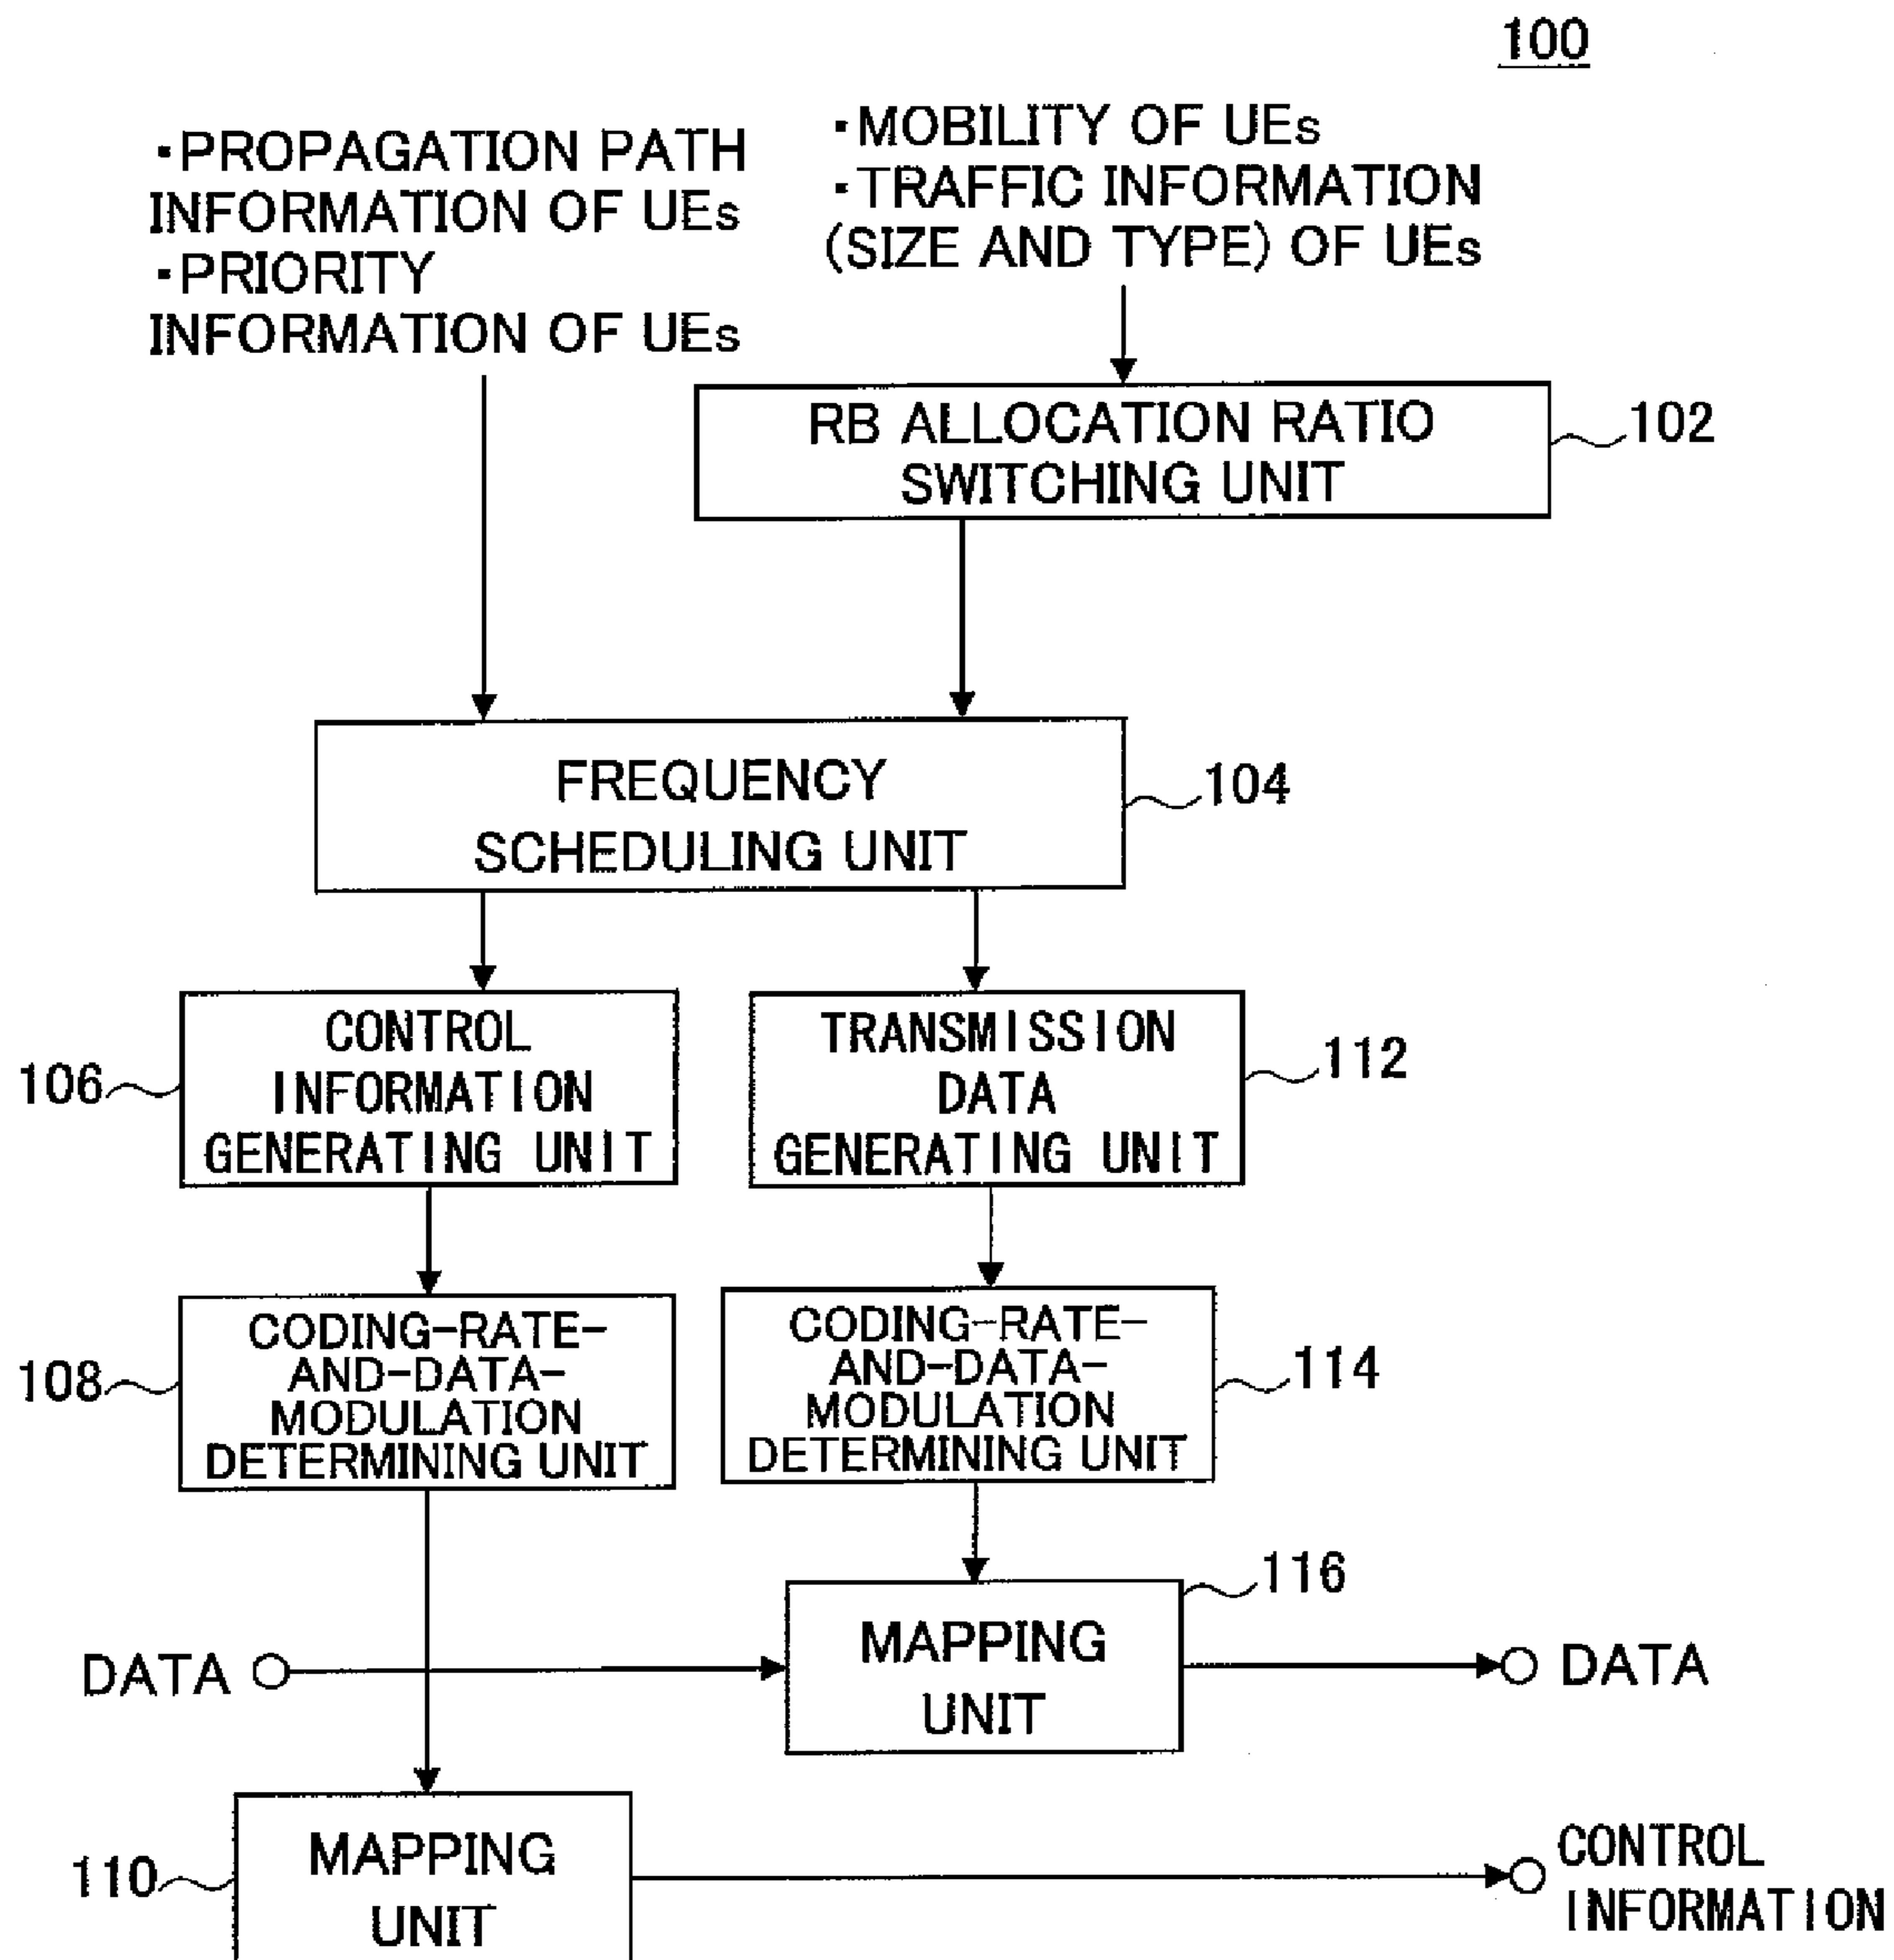 100
・PROPAGATION PATH
INFORMATION OF UEs
・PRIORITY
INFORMATION OF UEs
・MOBILITY OF UEs
・TRAFFIC INFORMATION
(SIZE AND TYPE) OF UEs
RB ALLOCATION RATIO
SWITCHING UNIT
102
FREQUENCY
SCHEDULING UNIT
104
106
CONTROL
INFORMATION
GENERATING UNIT
TRANSMISSION
DATA
GENERATING UNIT
112
108
CODING-RATE-
AND-DATA-
MODULATION
DETERMINING UNIT
CODING-RATE-
AND-DATA-
MODULATION
DETERMINING UNIT
114
116
DATA
MAPPING
UNIT
DATA
110
MAPPING
UNIT
CONTROL
INFORMATION